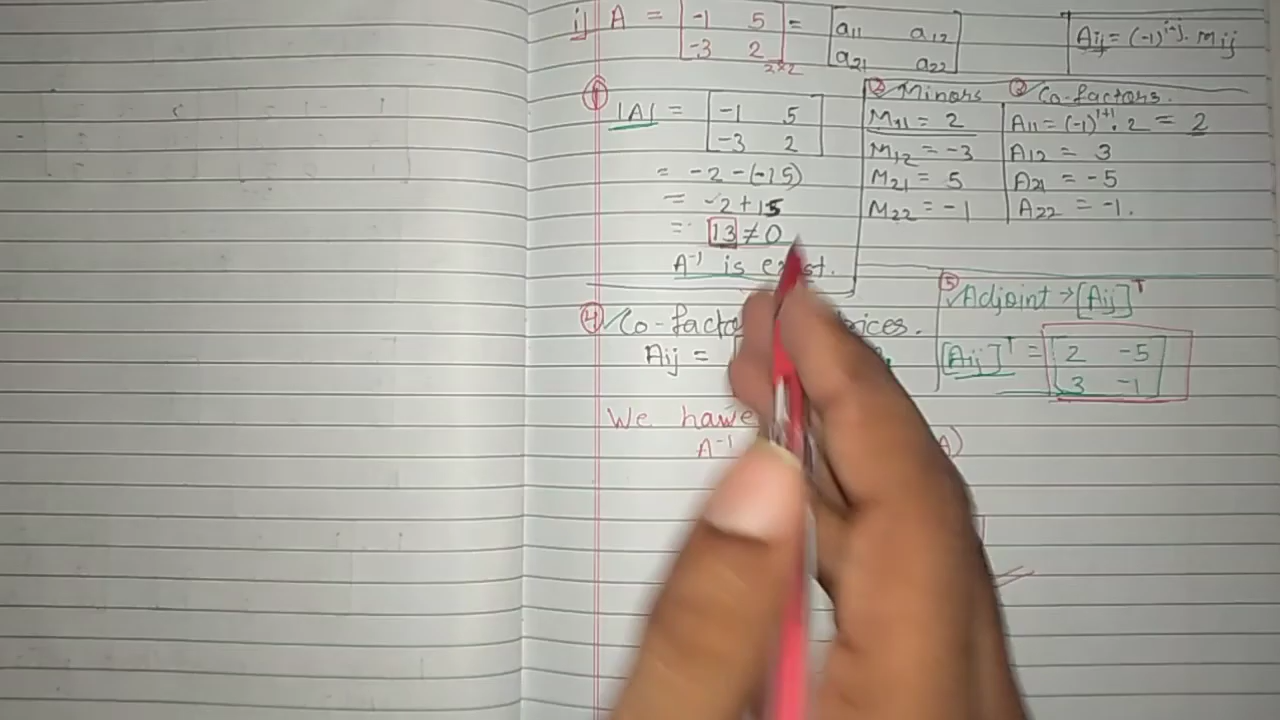 ij A = [-1 5 -3 2]2×2 = [a11 a12 a21 a22]
Aij = (-1)^i+j . Mij
① |A| = |-1 5
-3 2|
= -2-(-15)
= -2+15
= 13 ≠ 0
A⁻¹ is exist.
② Minors
M11 = 2
M12 = -3
M21 = 5
M22 = -1
③ Co-factors.
A11 = (-1)^1+1 . 2 = 2
A12 = 3
A21 = -5
A22 = -1.
④ Co-factor
Aij =
⑤ Adjoint → [Aij]^T
[Aij]^T = [2 -5
3 -1]
We have
A⁻¹
A)